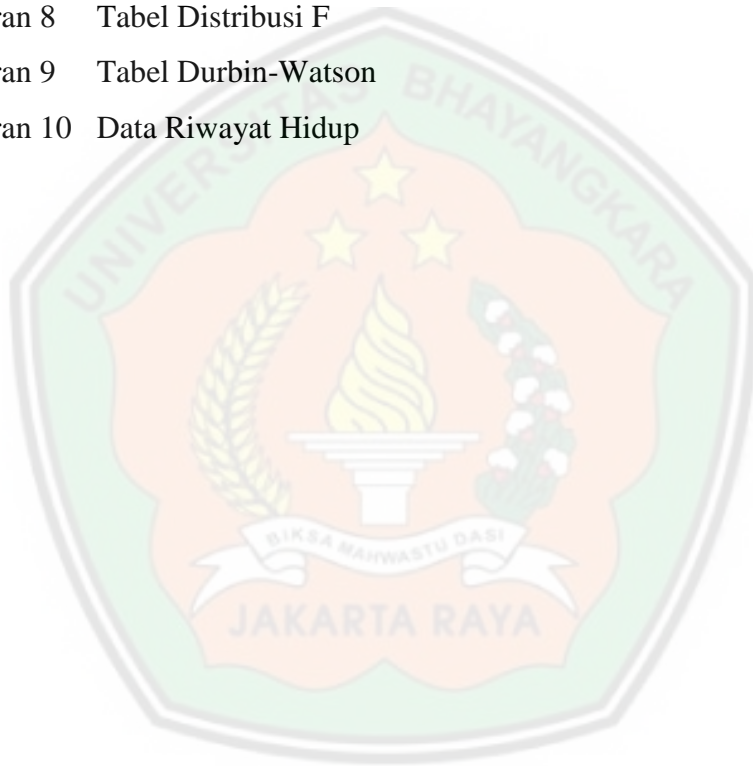 ran 8 Tabel Distribusi F
ran 9 Tabel Durbin-Watson
ran 10 Data Riwayat Hidup
UNIVERSITAS BHAYANGKARA
BIKSA MAHWASTU DASI
JAKARTA RAYA